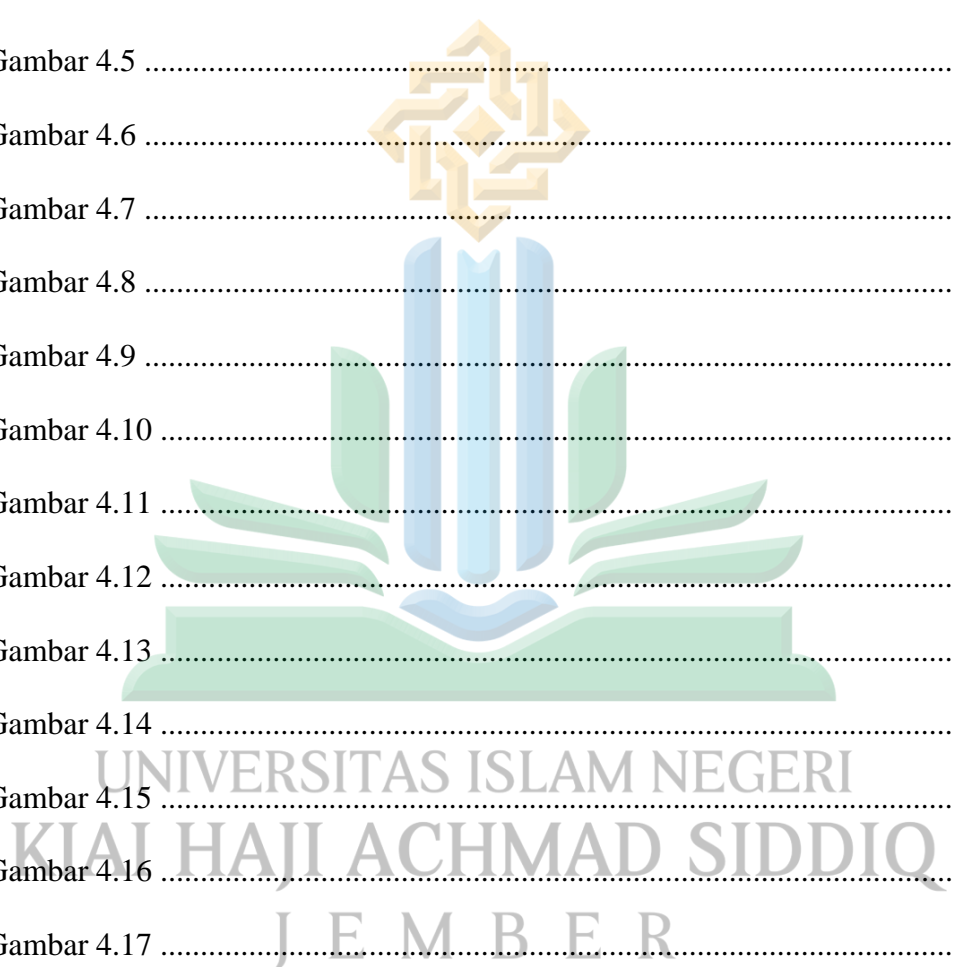 Gambar 4.5 ....................................................................................................
Gambar 4.6 ....................................................................................................
Gambar 4.7 ....................................................................................................
Gambar 4.8 ....................................................................................................
Gambar 4.9 ....................................................................................................
Gambar 4.10 ..................................................................................................
Gambar 4.11 ..................................................................................................
Gambar 4.12 ..................................................................................................
Gambar 4.13 ..................................................................................................
Gambar 4.14 ..................................................................................................
UNIVERSITAS ISLAM NEGERI
Gambar 4.15 ..................................................................................................
KIAI HAJI ACHMAD SIDDIQ
Gambar 4.16 ..................................................................................................
JEMBER
Gambar 4.17 ..................................................................................................